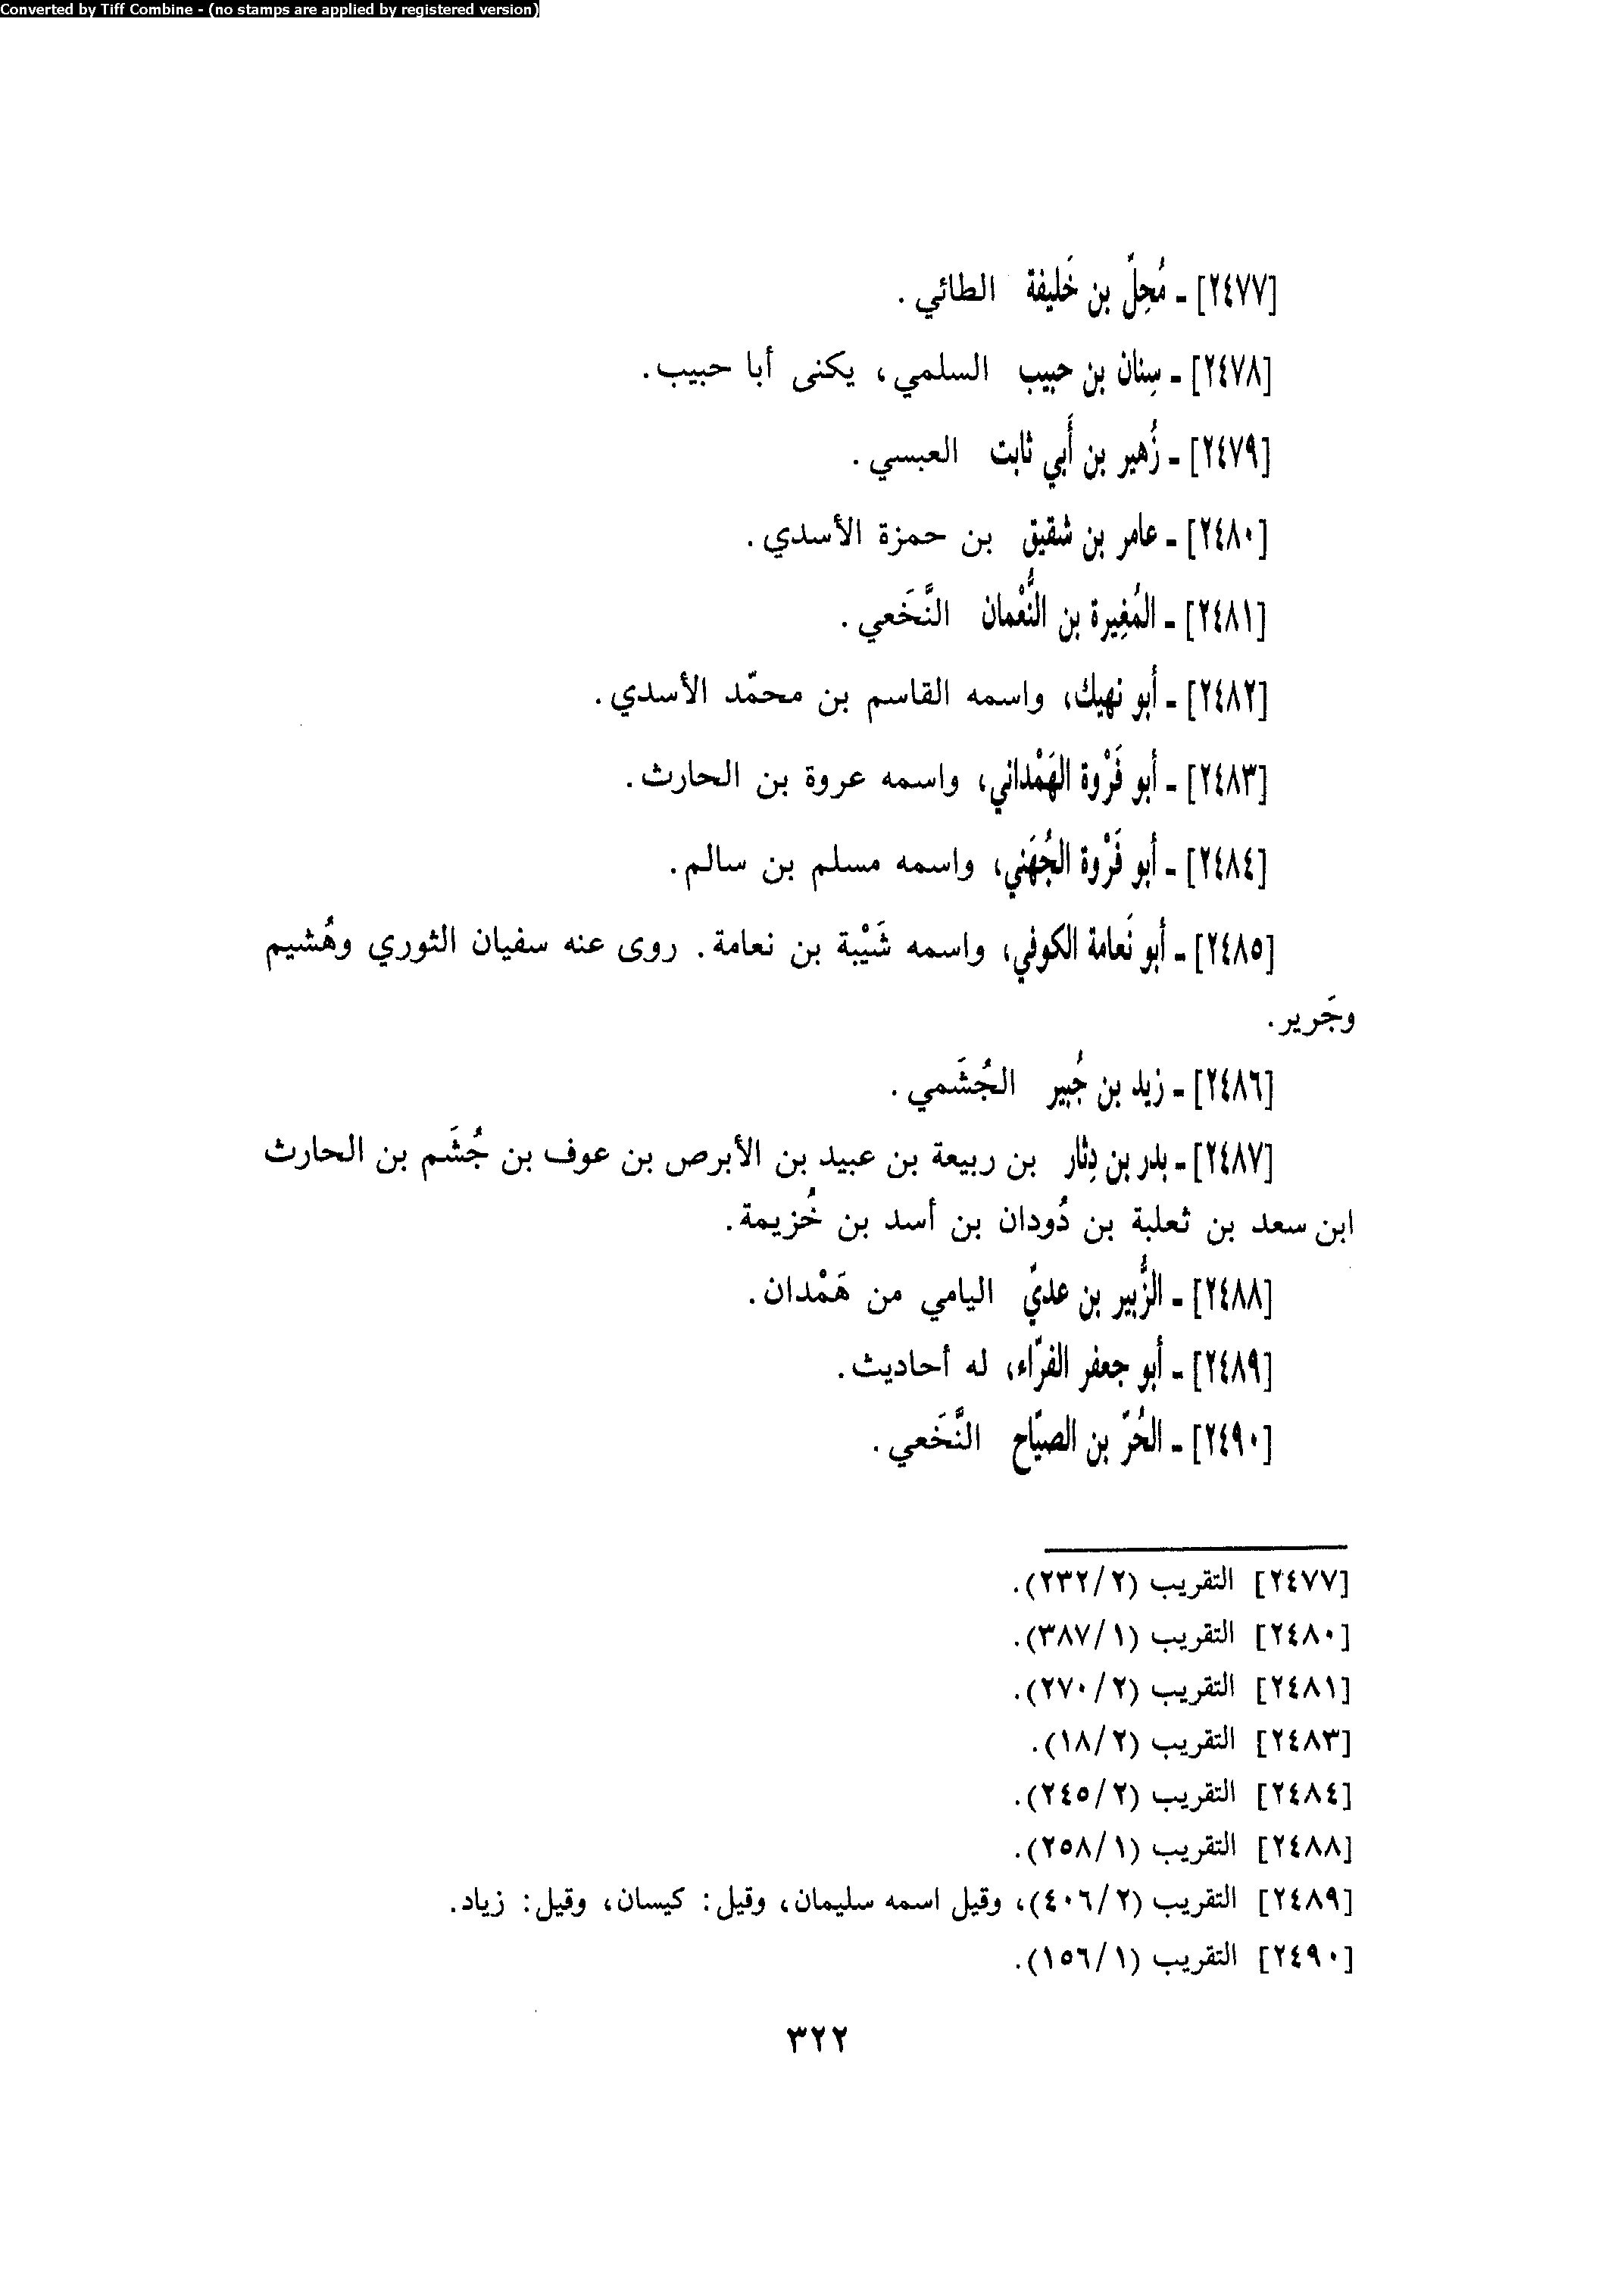 Converted by Tiff Combine - (no stamps are applied by registered version)
[٢٤٧٧] ـ مُحِلّ بن خَليفة الطائي.
[٢٤٧٨] ـ سِنان بن حبيب السلمي، يكنى أبا حبيب.
[٢٤٧٩] ـ زُهير بن أَبي ثابت العبسي.
[٢٤٨٠] ـ عامر بن شقيق بن حمزة الأسدي.
[٢٤٨١] ـ المُغِيرة بن النُّعْمان النَّخَعي.
[٢٤٨٢] ـ أبو نهيك، واسمه القاسم بن محمّد الأسدي.
[٢٤٨٣] ـ أبو فَرْوة الهَمْداني، واسمه عروة بن الحارث.
[٢٤٨٤] ـ أبو فَرْوة الجُهَني، واسمه مسلم بن سالم.
[٢٤٨٥] ـ أبو نَعامة الكوفي، واسمه شَيْبة بن نعامة. روى عنه سفيان الثوري وهُشيم
وجَرير.
[٢٤٨٦] ـ زيد بن جُبير الجُشَمي.
[٢٤٨٧] ـ بدر بن دِثار بن ربيعة بن عبيد بن الأبرص بن عوف بن جُشَم بن الحارث
ابن سعد بن ثعلبة بن دُودان بن أسد بن خُزيمة.
[٢٤٨٨] ـ الزُّبير بن عديّ اليامي من هَمْدان.
[٢٤٨٩] ـ أبو جعفر الفرّاء، له أحاديث.
[٢٤٩٠] ـ الحُرّ بن الصيّاح النَّخَعي.
[٢٤٧٧] التقريب (٢/ ٢٣٢).
[٢٤٨٠] التقريب (١/ ٣٨٧).
[٢٤٨١] التقريب (٢/ ٢٧٠).
[٢٤٨٣] التقريب (٢/ ١٨).
[٢٤٨٤] التقريب (٢/ ٢٤٥).
[٢٤٨٨] التقريب (١/ ٢٥٨).
[٢٤٨٩] التقريب (٢/ ٤٠٦)، وقيل اسمه سليمان، وقيل: كيسان، وقيل: زياد.
[٢٤٩٠] التقريب (١/ ١٥٦).
٣٢٢